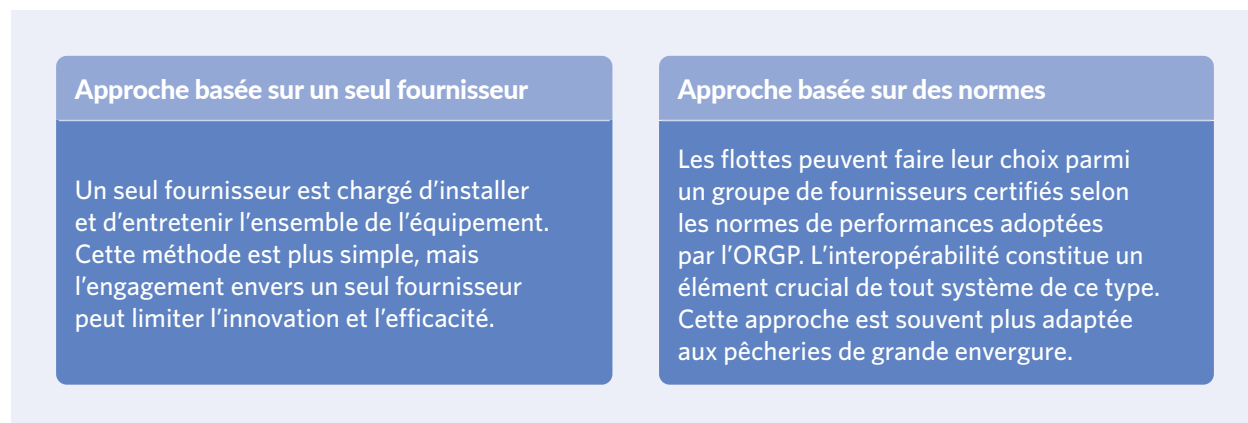 Approche basée sur un seul fournisseur
Un seul fournisseur est chargé d’installer
et d’entretenir l’ensemble de l’équipement.
Cette méthode est plus simple, mais
l’engagement envers un seul fournisseur
peut limiter l’innovation et l’efficacité.
Approche basée sur des normes
Les flottes peuvent faire leur choix parmi
un groupe de fournisseurs certifiés selon
les normes de performances adoptées
par l’ORGP. L’interopérabilité constitue un
élément crucial de tout système de ce type.
Cette approche est souvent plus adaptée
aux pêcheries de grande envergure.